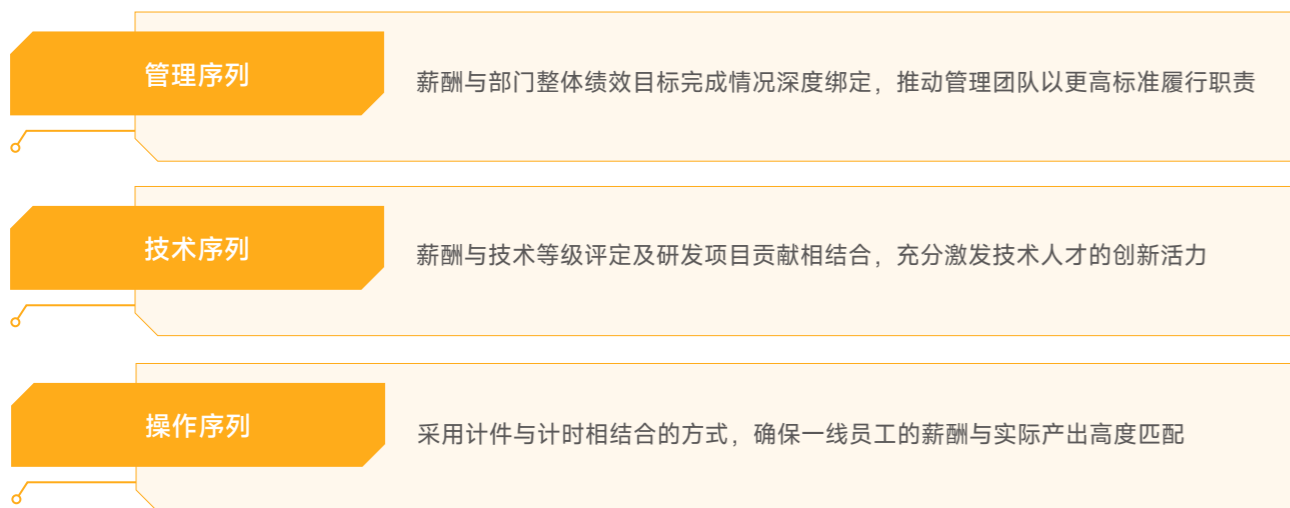 管理序列
薪酬与部门整体绩效目标完成情况深度绑定，推动管理团队以更高标准履行职责
技术序列
薪酬与技术等级评定及研发项目贡献相结合，充分激发技术人才的创新活力
操作序列
采用计件与计时相结合的方式，确保一线员工的薪酬与实际产出高度匹配